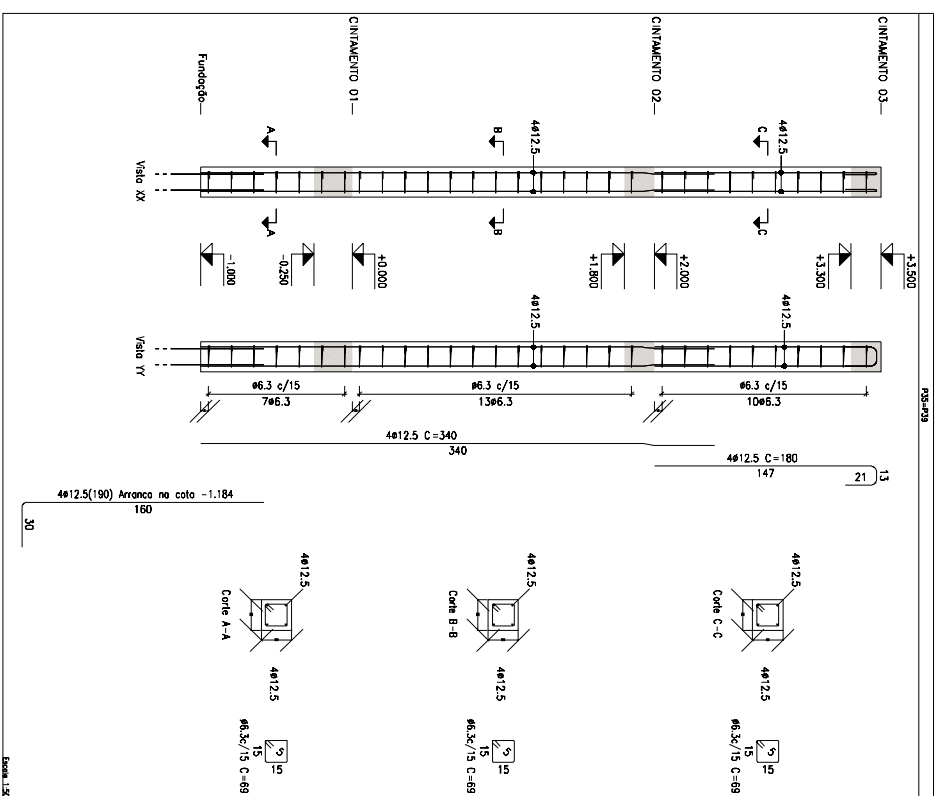 P35=P39
CINTAMENTO 03
CINTAMENTO 02
CINTAMENTO 01
Fundação
4ø12.5
4ø12.5
C
C
B
B
A
A
Vista XX
+3.500
+3.300
+2.000
+1.800
+0.000
-0.250
-1.000
4ø12.5
4ø12.5
Vista YY
ø6.3 c/15
7ø6.3
ø6.3 c/15
13ø6.3
ø6.3 c/15
10ø6.3
4ø12.5 C=340
340
4ø12.5 C=180
147
21
13
4ø12.5(190) Arranca na cota -1.184
160
30
4ø12.5
Corte A-A
4ø12.5
ø6.3c/15 C=69
15
15
4ø12.5
Corte B-B
4ø12.5
ø6.3c/15 C=69
15
15
4ø12.5
Corte C-C
4ø12.5
ø6.3c/15 C=69
15
15
Escala 1:50